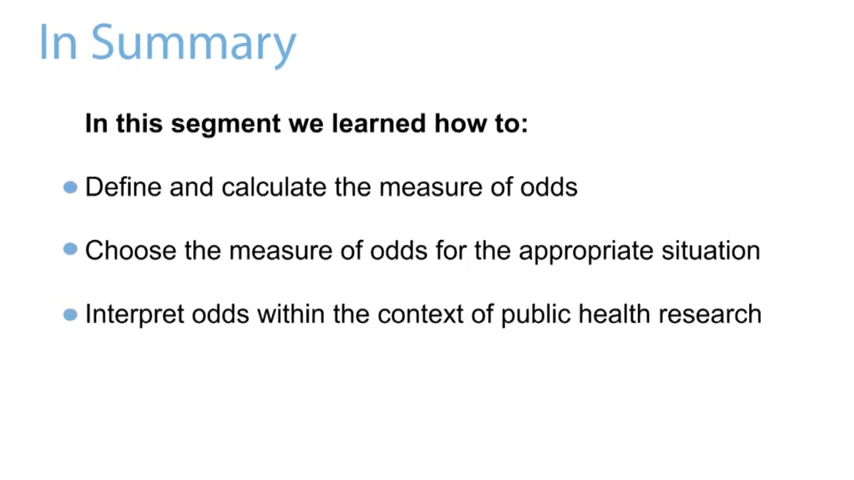 In Summary
In this segment we learned how to:
Define and calculate the measure of odds
Choose the measure of odds for the appropriate situation
Interpret odds within the context of public health research